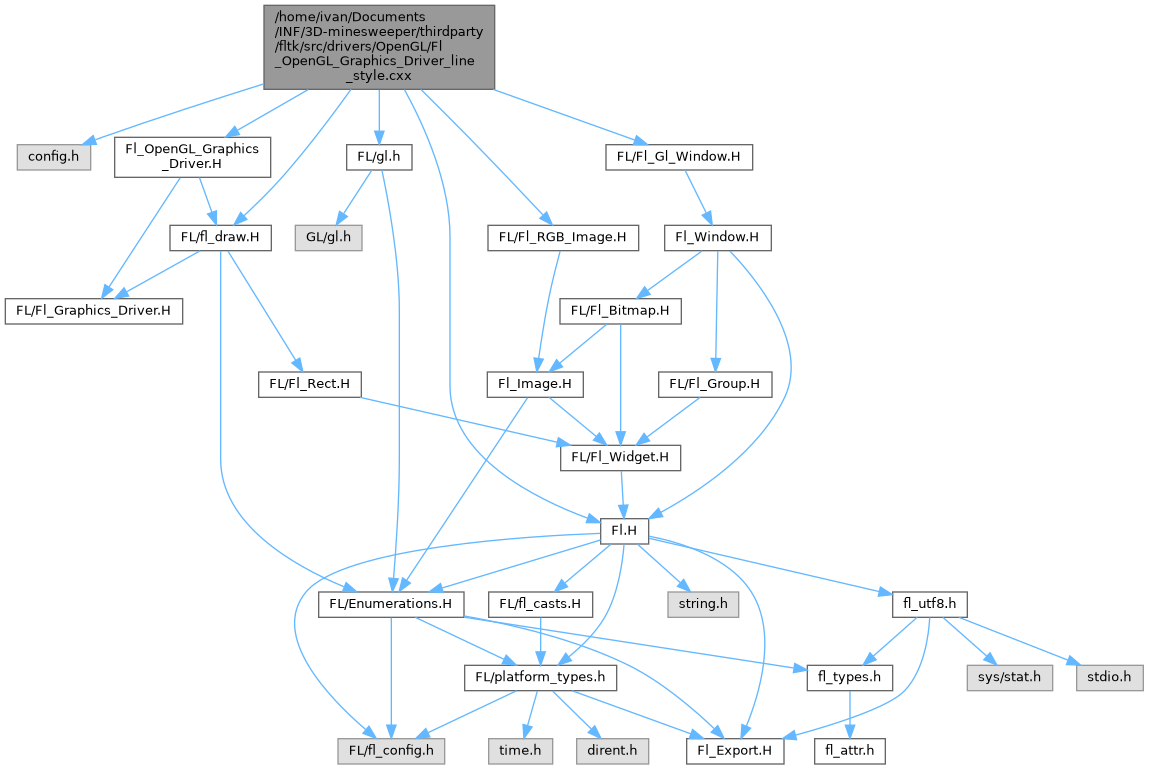 /home/ivan/Documents
/INF/3D-minesweeper/thirdparty
/fltk/src/drivers/OpenGL/Fl
_OpenGL_Graphics_Driver_line
_style.cxx
config.h
Fl_OpenGL_Graphics
_Driver.H
FL/gl.h
FL/Fl_Gl_Window.H
FL/fl_draw.H
GL/gl.h
FL/Fl_RGB_Image.H
Fl_Window.H
FL/Fl_Graphics_Driver.H
FL/Fl_Bitmap.H
FL/Fl_Rect.H
Fl_Image.H
FL/Fl_Group.H
FL/Fl_Widget.H
Fl.H
FL/Enumerations.H
FL/fl_casts.H
string.h
fl_utf8.h
FL/platform_types.h
fl_types.h
sys/stat.h
stdio.h
FL/fl_config.h
time.h
dirent.h
Fl_Export.H
fl_attr.h